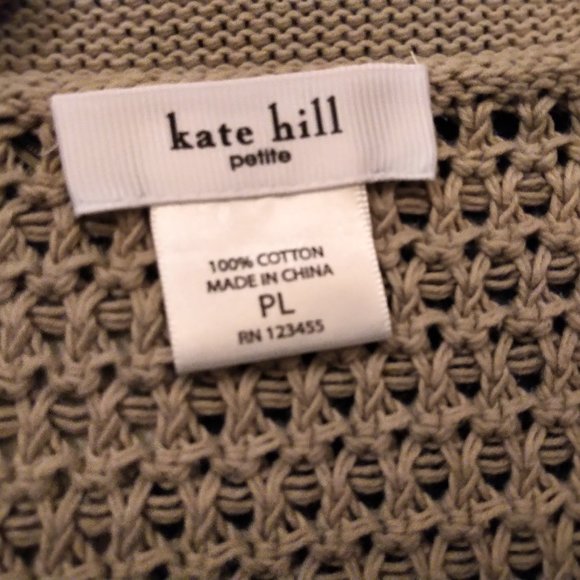 kate hill
petite
100% COTTON
MADE IN CHINA
PL
RN 123455